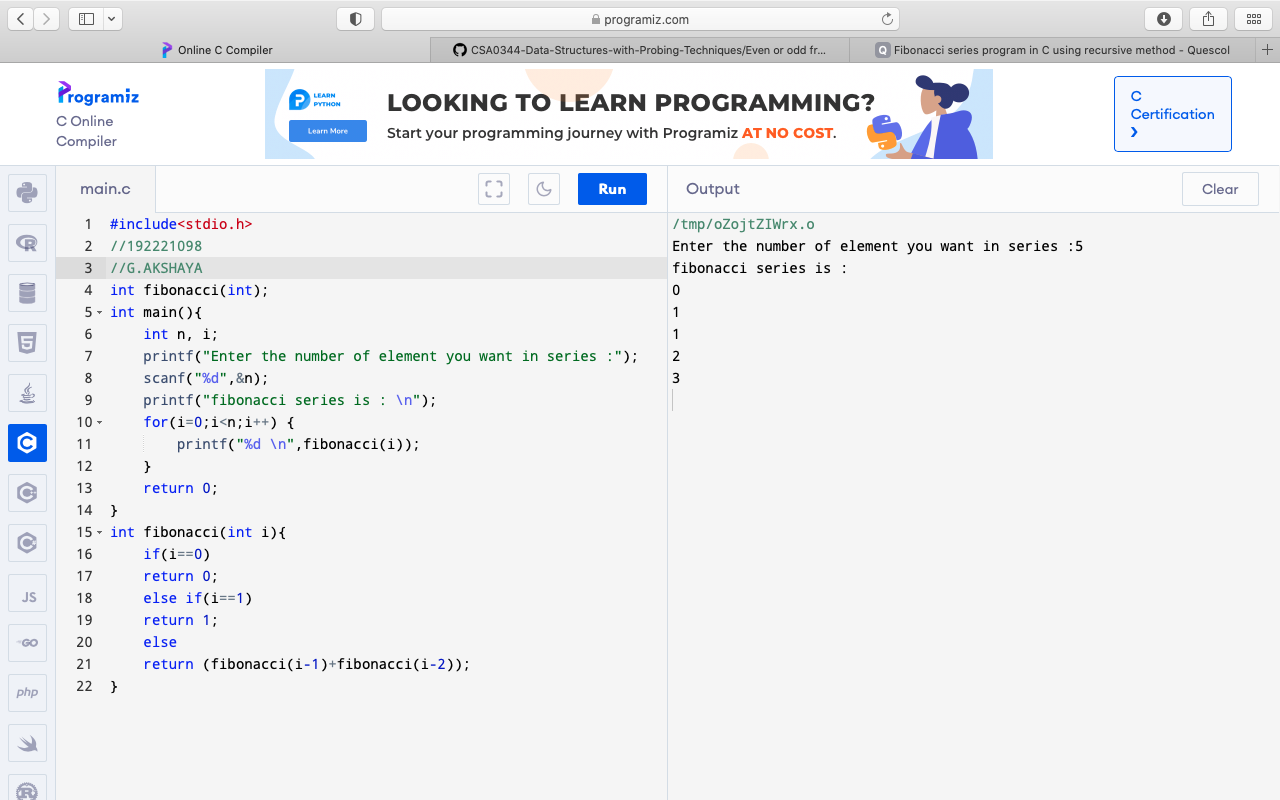 programiz.com
Online C Compiler
CSA0344-Data-Structures-with-Probing-Techniques/Even or odd fr...
Q Fibonacci series program in C using recursive method - Quescol
Programiz
C Online
Compiler
LEARN
PYTHON
Learn More
LOOKING TO LEARN PROGRAMMING?
Start your programming journey with Programiz AT NO COST.
C
Certification
main.c
Run
Output
Clear
1 #include<stdio.h>
2 //192221098
3 //G.AKSHAYA
4 int fibonacci(int);
5 int main(){
6 int n, i;
7 printf("Enter the number of element you want in series :");
8 scanf("%d",&n);
9 printf("fibonacci series is : \n");
10 for(i=0;i<n;i++) {
11 printf("%d \n",fibonacci(i));
12 }
13 return 0;
14 }
15 int fibonacci(int i){
16 if(i==0)
17 return 0;
18 else if(i==1)
19 return 1;
20 else
21 return (fibonacci(i-1)+fibonacci(i-2));
22 }
/tmp/oZojtZIWrx.o
Enter the number of element you want in series :5
fibonacci series is :
0
1
1
2
3
R
C
JS
GO
php